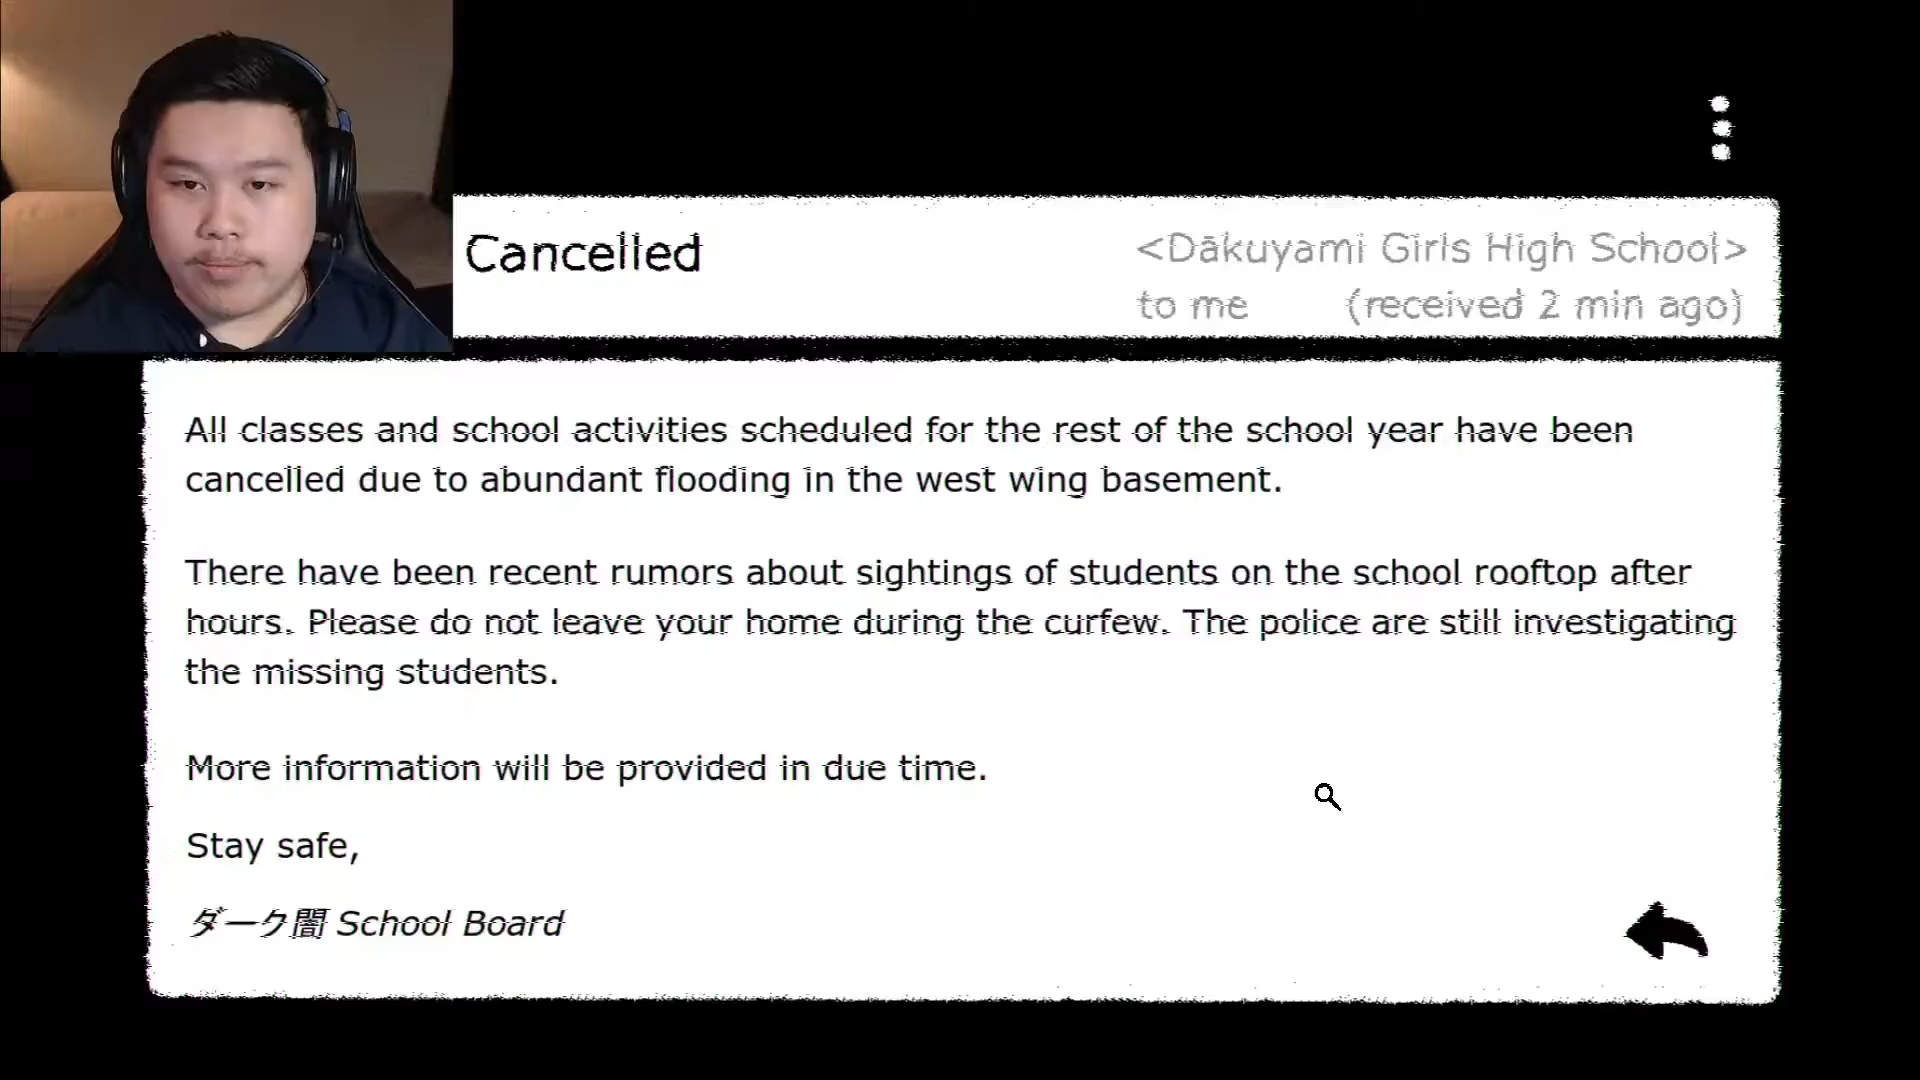 Cancelled
<Dākuyami Girls High School>
to me (received 2 min ago)
All classes and school activities scheduled for the rest of the school year have been
cancelled due to abundant flooding in the west wing basement.
There have been recent rumors about sightings of students on the school rooftop after
hours. Please do not leave your home during the curfew. The police are still investigating
the missing students.
More information will be provided in due time.
Stay safe,
ダーク闇 School Board